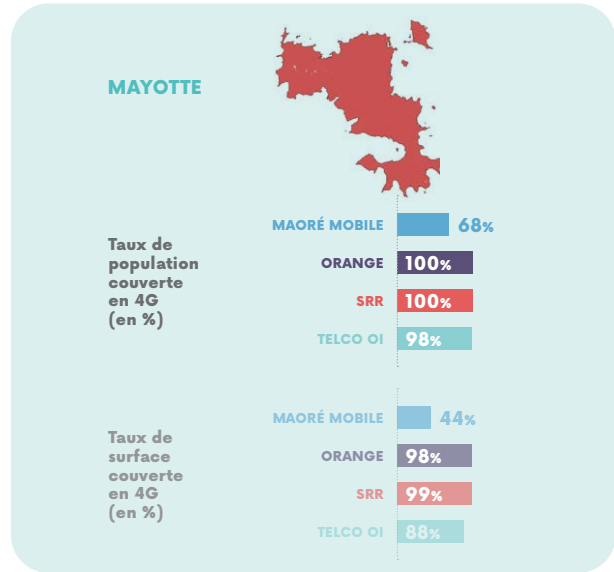 MAYOTTE
Taux de
population
couverte
en 4G
(en %)
MAORÉ MOBILE 68%
ORANGE 100%
SRR 100%
TELCO OI 98%
Taux de
surface
couverte
en 4G
(en %)
MAORÉ MOBILE 44%
ORANGE 98%
SRR 99%
TELCO OI 88%